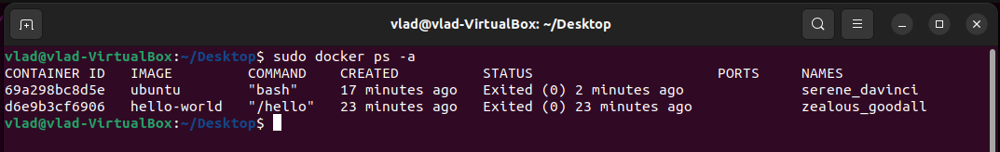 vlad@vlad-VirtualBox: ~/Desktop
vlad@vlad-VirtualBox:~/Desktop$ sudo docker ps -a
CONTAINER ID   IMAGE         COMMAND    CREATED          STATUS                      PORTS     NAMES
69a298bc8d5e   ubuntu        "bash"     17 minutes ago   Exited (0) 2 minutes ago              serene_davinci
d6e9b3cf6906   hello-world   "/hello"   23 minutes ago   Exited (0) 23 minutes ago             zealous_goodall
vlad@vlad-VirtualBox:~/Desktop$